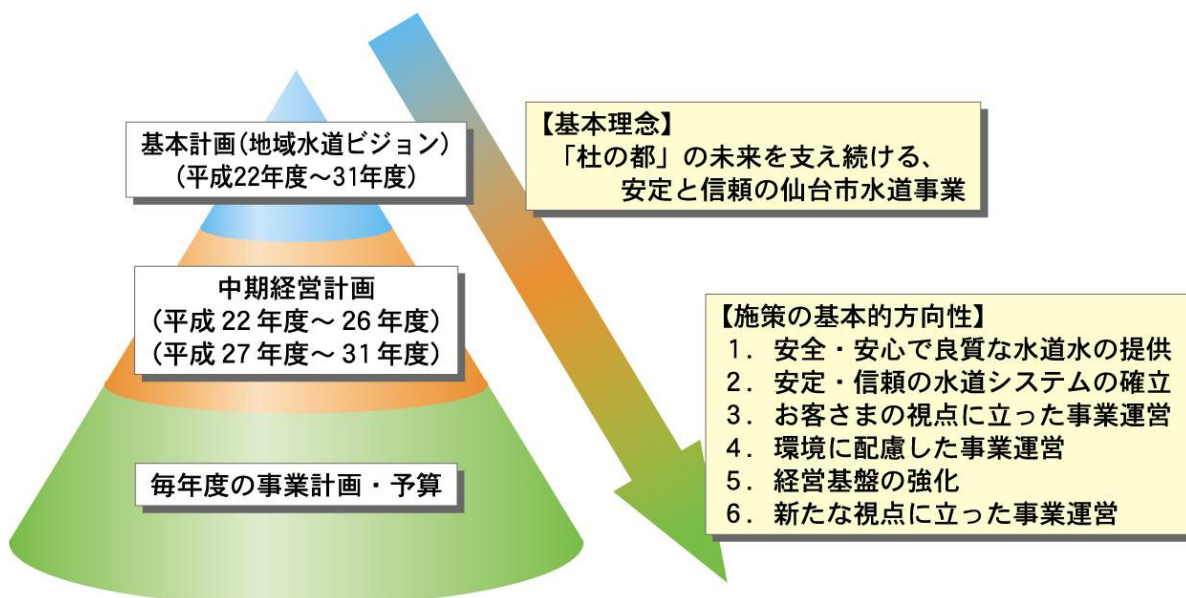 基本計画(地域水道ビジョン)
(平成22年度～31年度)
中期経営計画
(平成 22 年度～ 26 年度)
(平成 27 年度～ 31 年度)
毎年度の事業計画・予算
【基本理念】
「杜の都」の未来を支え続ける、
安定と信頼の仙台市水道事業
【施策の基本的方向性】
1．安全・安心で良質な水道水の提供
2．安定・信頼の水道システムの確立
3．お客さまの視点に立った事業運営
4．環境に配慮した事業運営
5．経営基盤の強化
6．新たな視点に立った事業運営